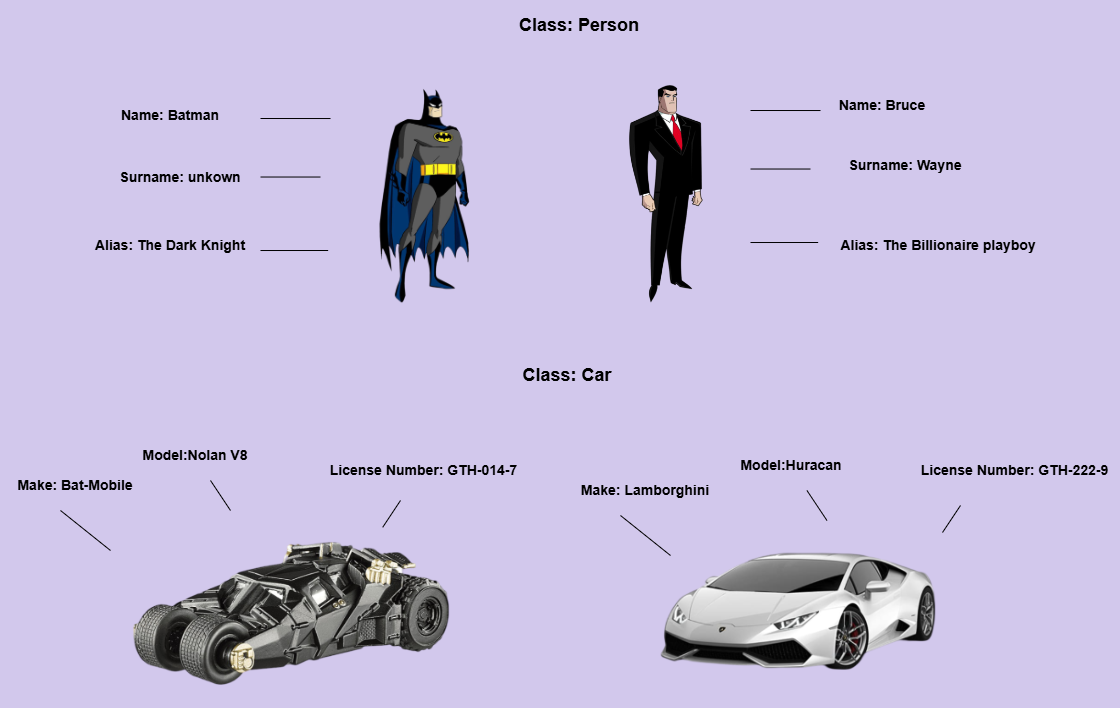 Class: Person
Name: Batman
Name: Bruce
Surname: unkown
Surname: Wayne
Alias: The Dark Knight
Alias: The Billionaire playboy
Class: Car
Model:Nolan V8
License Number: GTH-014-7
Make: Bat-Mobile
Model:Huracan
License Number: GTH-222-9
Make: Lamborghini